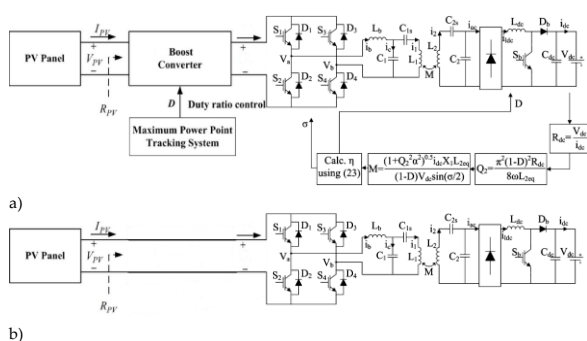 I_PV
PV Panel
+
V_PV
−
R_PV
Boost
Converter
+
−
D Duty ratio control
Maximum Power Point
Tracking System
S1 D1 S3 D3
V_a
V_b
S2 D2 S4 D4
L_b
i_b i_c
C_1
C_1s
i_1 i_2
L_1 L_2
M
C_2s
C_2
i_ac
L_dc D_b i_dc
i_ldc
S_b
C_dc V_dc
σ
D
R_dc= V_dc / i_dc
Calc. η
using (23)
M= (1+Q_2²α²)^0.5 i_dc X_1 L_2eq / (1-D)V_dc sin(σ/2)
Q_2= π²(1-D)² R_dc / 8ωL_2eq
a)
I_PV
PV Panel
+
V_PV
−
R_PV
S1 D1 S3 D3
V_a
V_b
S2 D2 S4 D4
L_b
i_b i_c
C_1
C_1s
i_1 i_2
L_1 L_2
M
C_2s
C_2
i_ac
L_dc D_b i_dc
i_ldc
S_b
C_dc V_dc
b)